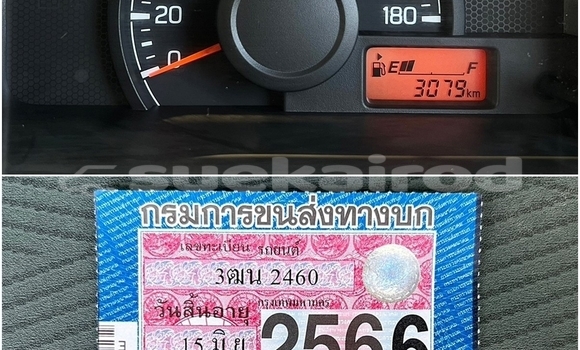 20
0
180
E F
3079km
suekairod
กรมการขนส่งทางบก
เลขทะเบียน รถยนต์
3ฒน 2460
กรุงเทพมหานคร
วันสิ้นอายุ
15 มิ.ย
2566